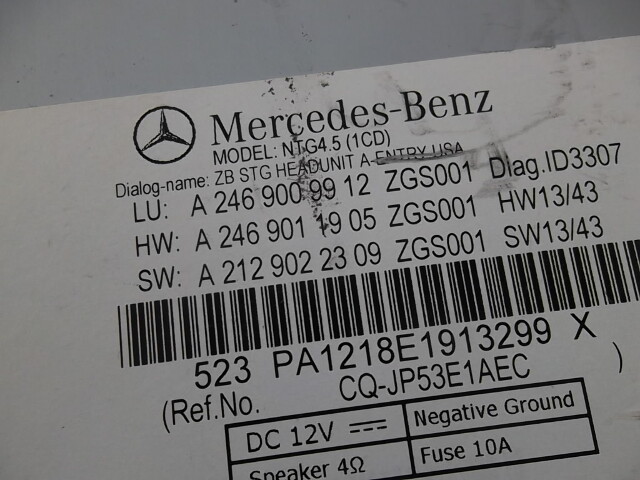 Mercedes-Benz
MODEL: NTG4.5 (1CD)
Dialog-name: ZB STG HEADUNIT A-ENTRY USA
LU: A 246 900 99 12 ZGS001 Diag.ID3307
HW: A 246 901 19 05 ZGS001 HW13/43
SW: A 212 902 23 09 ZGS001 SW13/43
523 PA1218E1913299 X
(Ref.No. CQ-JP53E1AEC )
DC 12V Negative Ground
Speaker 4Ω Fuse 10A